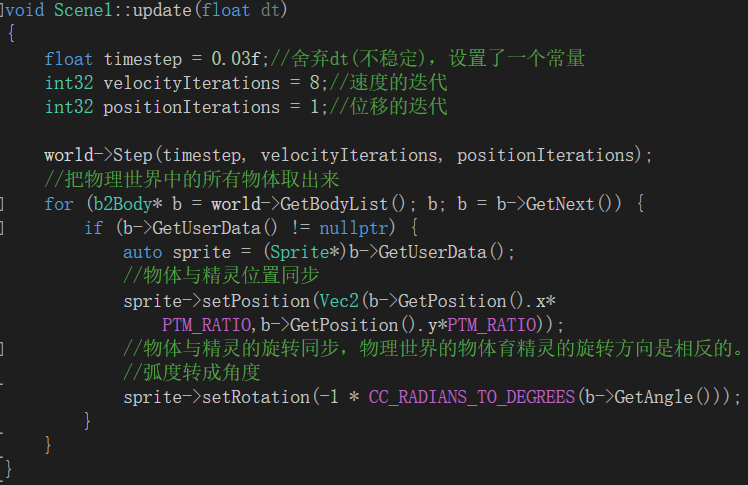 void Scene1::update(float dt)
{
float timestep = 0.03f;//舍弃dt(不稳定), 设置了一个常量
int32 velocityIterations = 8;//速度的迭代
int32 positionIterations = 1;//位移的迭代
world->Step(timestep, velocityIterations, positionIterations);
//把物理世界中的所有物体取出来
for (b2Body* b = world->GetBodyList(); b; b = b->GetNext()) {
if (b->GetUserData() != nullptr) {
auto sprite = (Sprite*)b->GetUserData();
//物体与精灵位置同步
sprite->setPosition(Vec2(b->GetPosition().x*
PTM_RATIO,b->GetPosition().y*PTM_RATIO));
//物体与精灵的旋转同步，物理世界的物体育精灵的旋转方向是相反的。
//弧度转成角度
sprite->setRotation(-1 * CC_RADIANS_TO_DEGREES(b->GetAngle()));
}
}
}